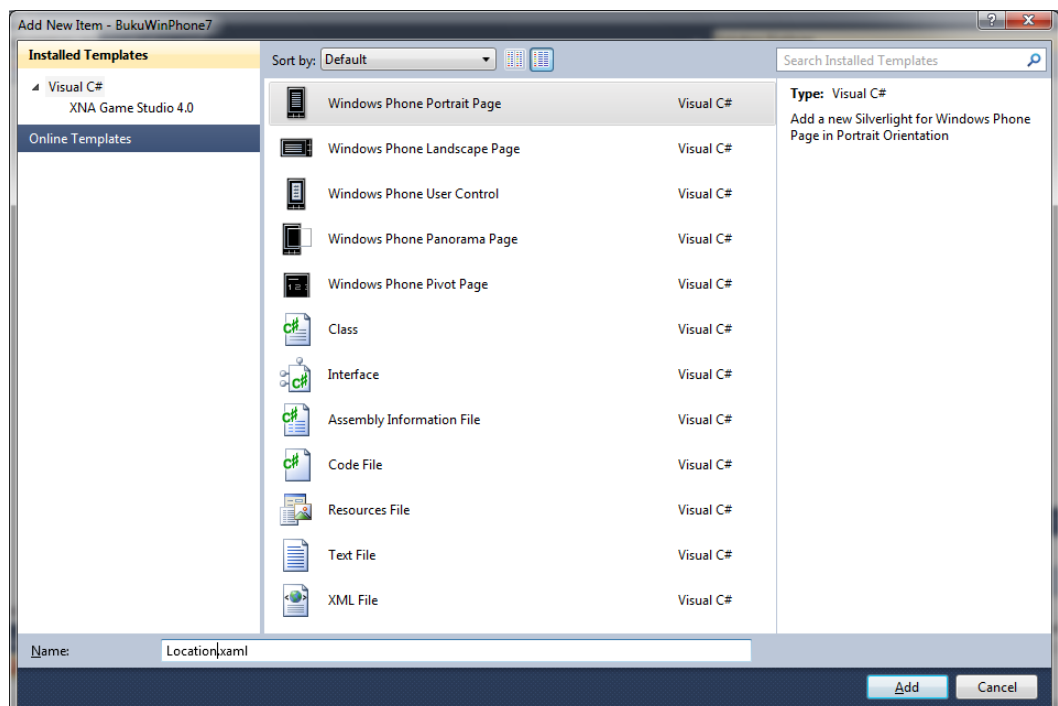 Add New Item - BukuWinPhone7
Installed Templates
Visual C#
XNA Game Studio 4.0
Online Templates
Sort by: Default
Search Installed Templates
Windows Phone Portrait Page Visual C#
Windows Phone Landscape Page Visual C#
Windows Phone User Control Visual C#
Windows Phone Panorama Page Visual C#
Windows Phone Pivot Page Visual C#
Class Visual C#
Interface Visual C#
Assembly Information File Visual C#
Code File Visual C#
Resources File Visual C#
Text File Visual C#
XML File Visual C#
Type: Visual C#
Add a new Silverlight for Windows Phone
Page in Portrait Orientation
Name: Location.xaml
Add Cancel